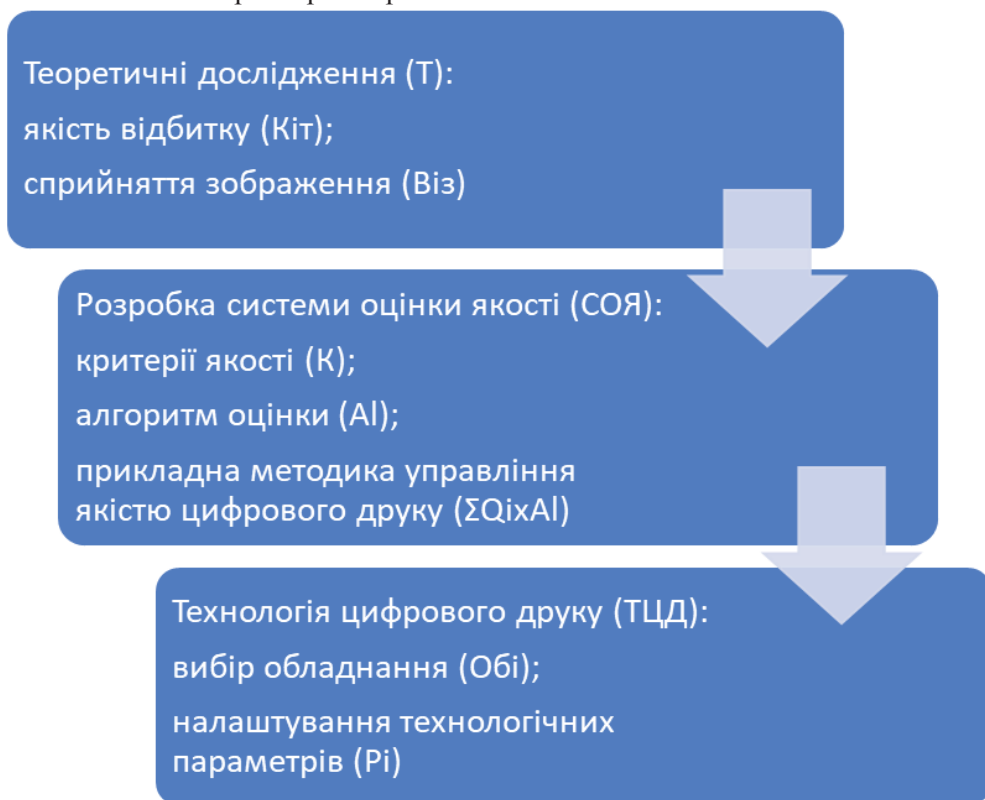 Теоретичні дослідження (Т):
якість відбитку (Кіт);
сприйняття зображення (Віз)
Розробка системи оцінки якості (СОЯ):
критерії якості (К);
алгоритм оцінки (Al);
прикладна методика управління
якістю цифрового друку (ΣQixAl)
Технологія цифрового друку (ТЦД):
вибір обладнання (Обі);
налаштування технологічних
параметрів (Рі)